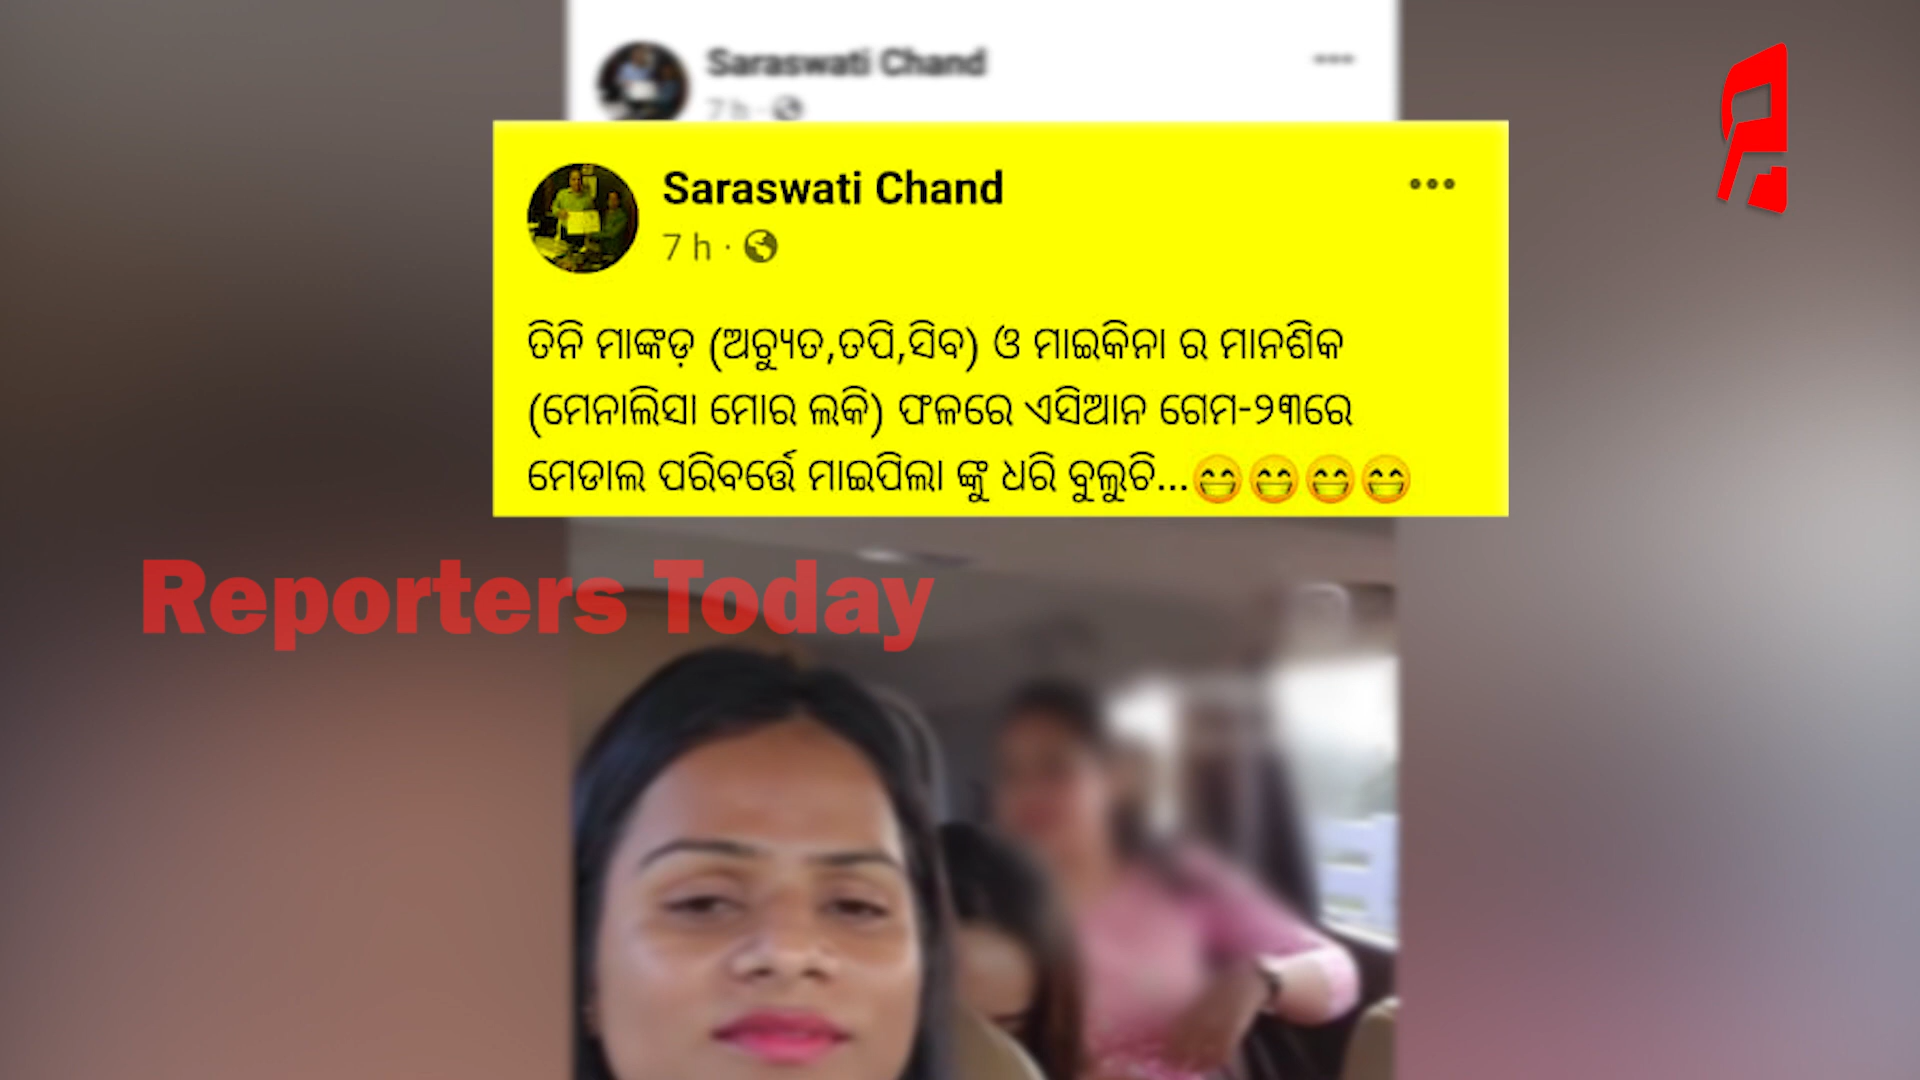 Saraswati Chand
7 h ·
Saraswati Chand
7 h ·
ତିନି ମାଙ୍କଡ଼ (ଅଚ୍ୟୁତ,ତପି,ସିବ) ଓ ମାଇକିନା ର ମାନଶିକ
(ମେନାଲିସା ମୋର ଲକି) ଫଳରେ ଏସିଆନ ଗେମ-୨୩ରେ
ମେଡାଲ ପରିବର୍ତ୍ତେ ମାଇପିଲା ଙ୍କୁ ଧରି ବୁଲୁଚି...😁😁😁😁
Reporters Today